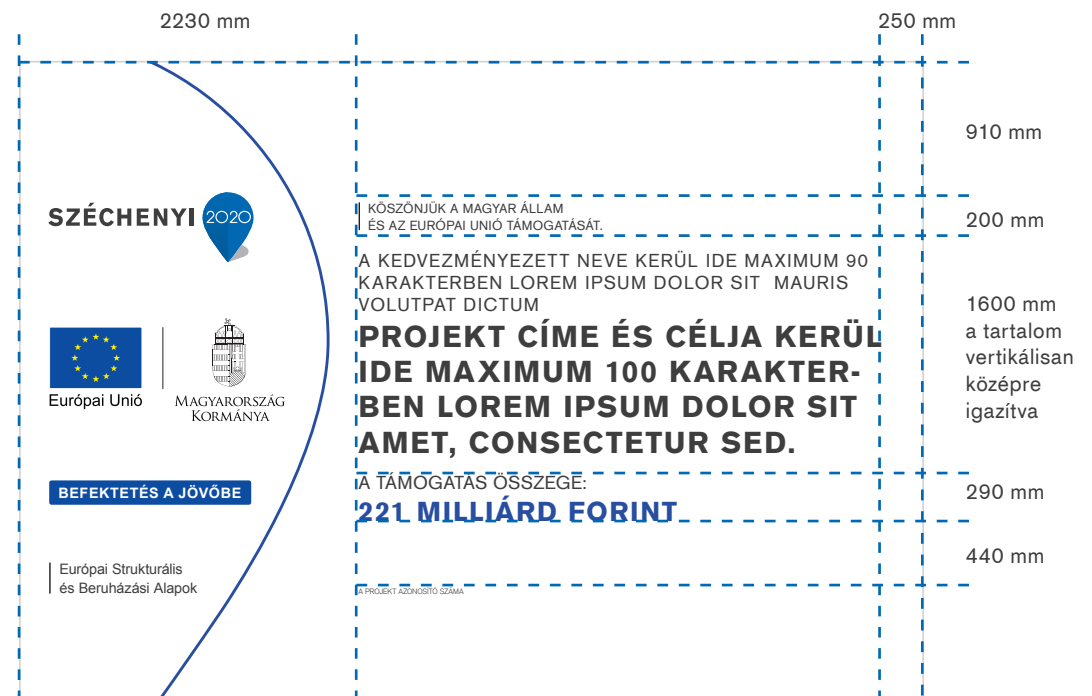 2230 mm
250 mm
910 mm
SZÉCHENYI 2020
KÖSZÖNJÜK A MAGYAR ÁLLAM
ÉS AZ EURÓPAI UNIÓ TÁMOGATÁSÁT.
200 mm
A KEDVEZMÉNYEZETT NEVE KERÜL IDE MAXIMUM 90
KARAKTERBEN LOREM IPSUM DOLOR SIT MAURIS
VOLUTPAT DICTUM
PROJEKT CÍME ÉS CÉLJA KERÜL
IDE MAXIMUM 100 KARAKTER-
BEN LOREM IPSUM DOLOR SIT
AMET, CONSECTETUR SED.
1600 mm
a tartalom
vertikálisan
középre
igazítva
Európai Unió
MAGYARORSZÁG
KORMÁNYA
A TÁMOGATÁS ÖSSZEGE:
221 MILLIÁRD FORINT
290 mm
BEFEKTETÉS A JÖVŐBE
440 mm
Európai Strukturális
és Beruházási Alapok
A PROJEKT AZONOSÍTÓ SZÁMA